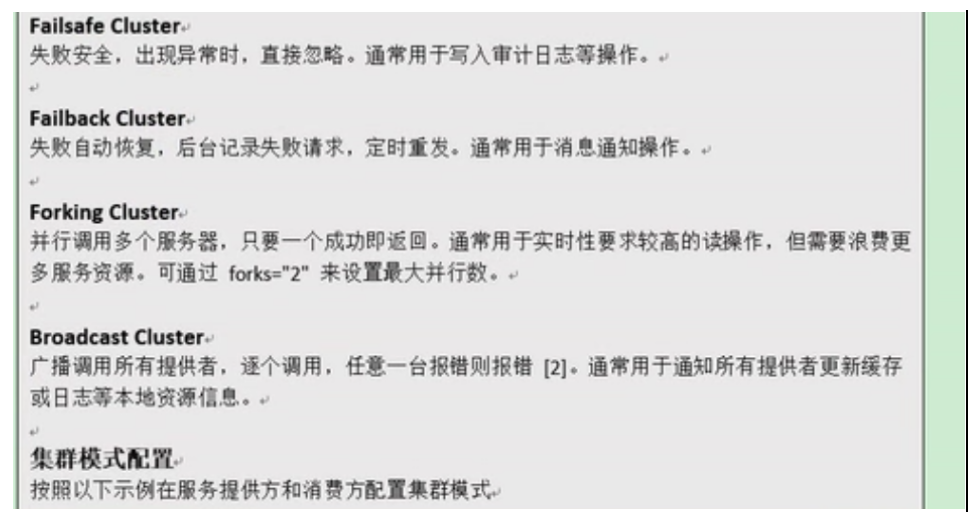 Failsafe Cluster
失败安全，出现异常时，直接忽略。通常用于写入审计日志等操作。
Failback Cluster
失败自动恢复，后台记录失败请求，定时重发。通常用于消息通知操作。
Forking Cluster
并行调用多个服务器，只要一个成功即返回。通常用于实时性要求较高的读操作，但需要浪费更
多服务资源。可通过 forks="2" 来设置最大并行数。
Broadcast Cluster
广播调用所有提供者，逐个调用，任意一台报错则报错 [2]。通常用于通知所有提供者更新缓存
或日志等本地资源信息。
集群模式配置
按照以下示例在服务提供方和消费方配置集群模式